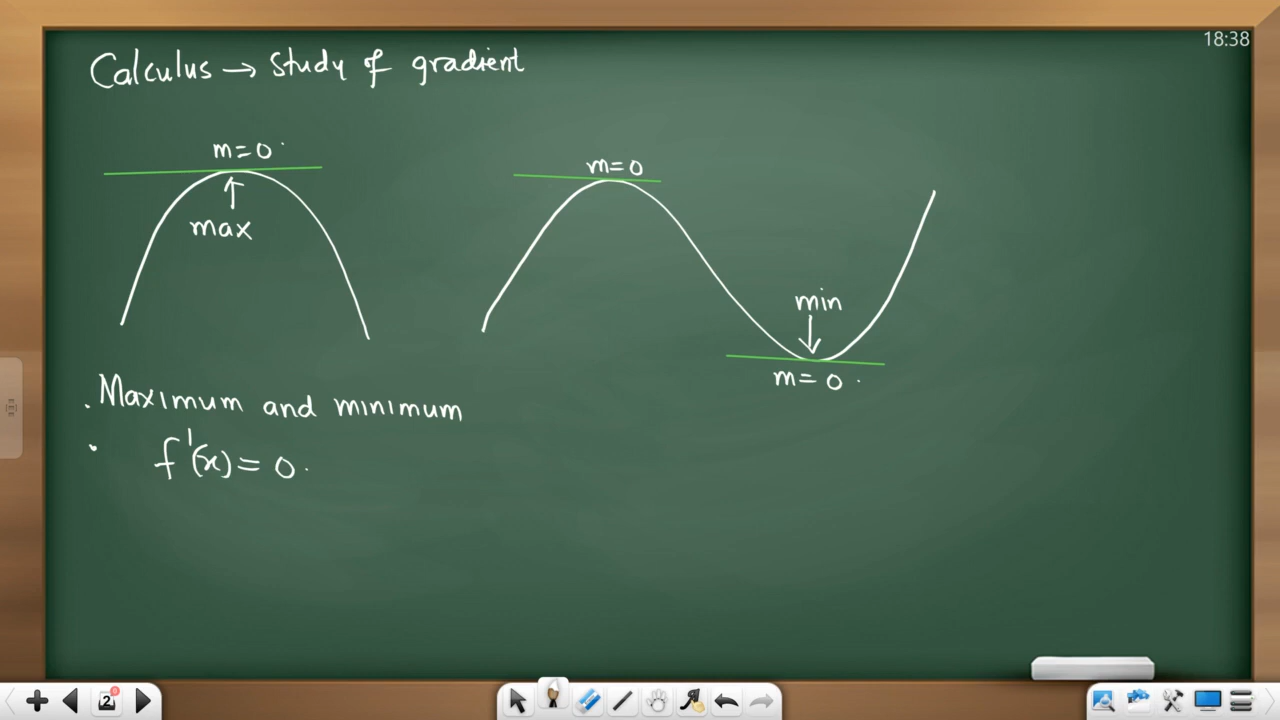 18:38
Calculus → study of gradient
m=0
max
m=0
min
m=0
. Maximum and minimum
. f'(x)=0.
2